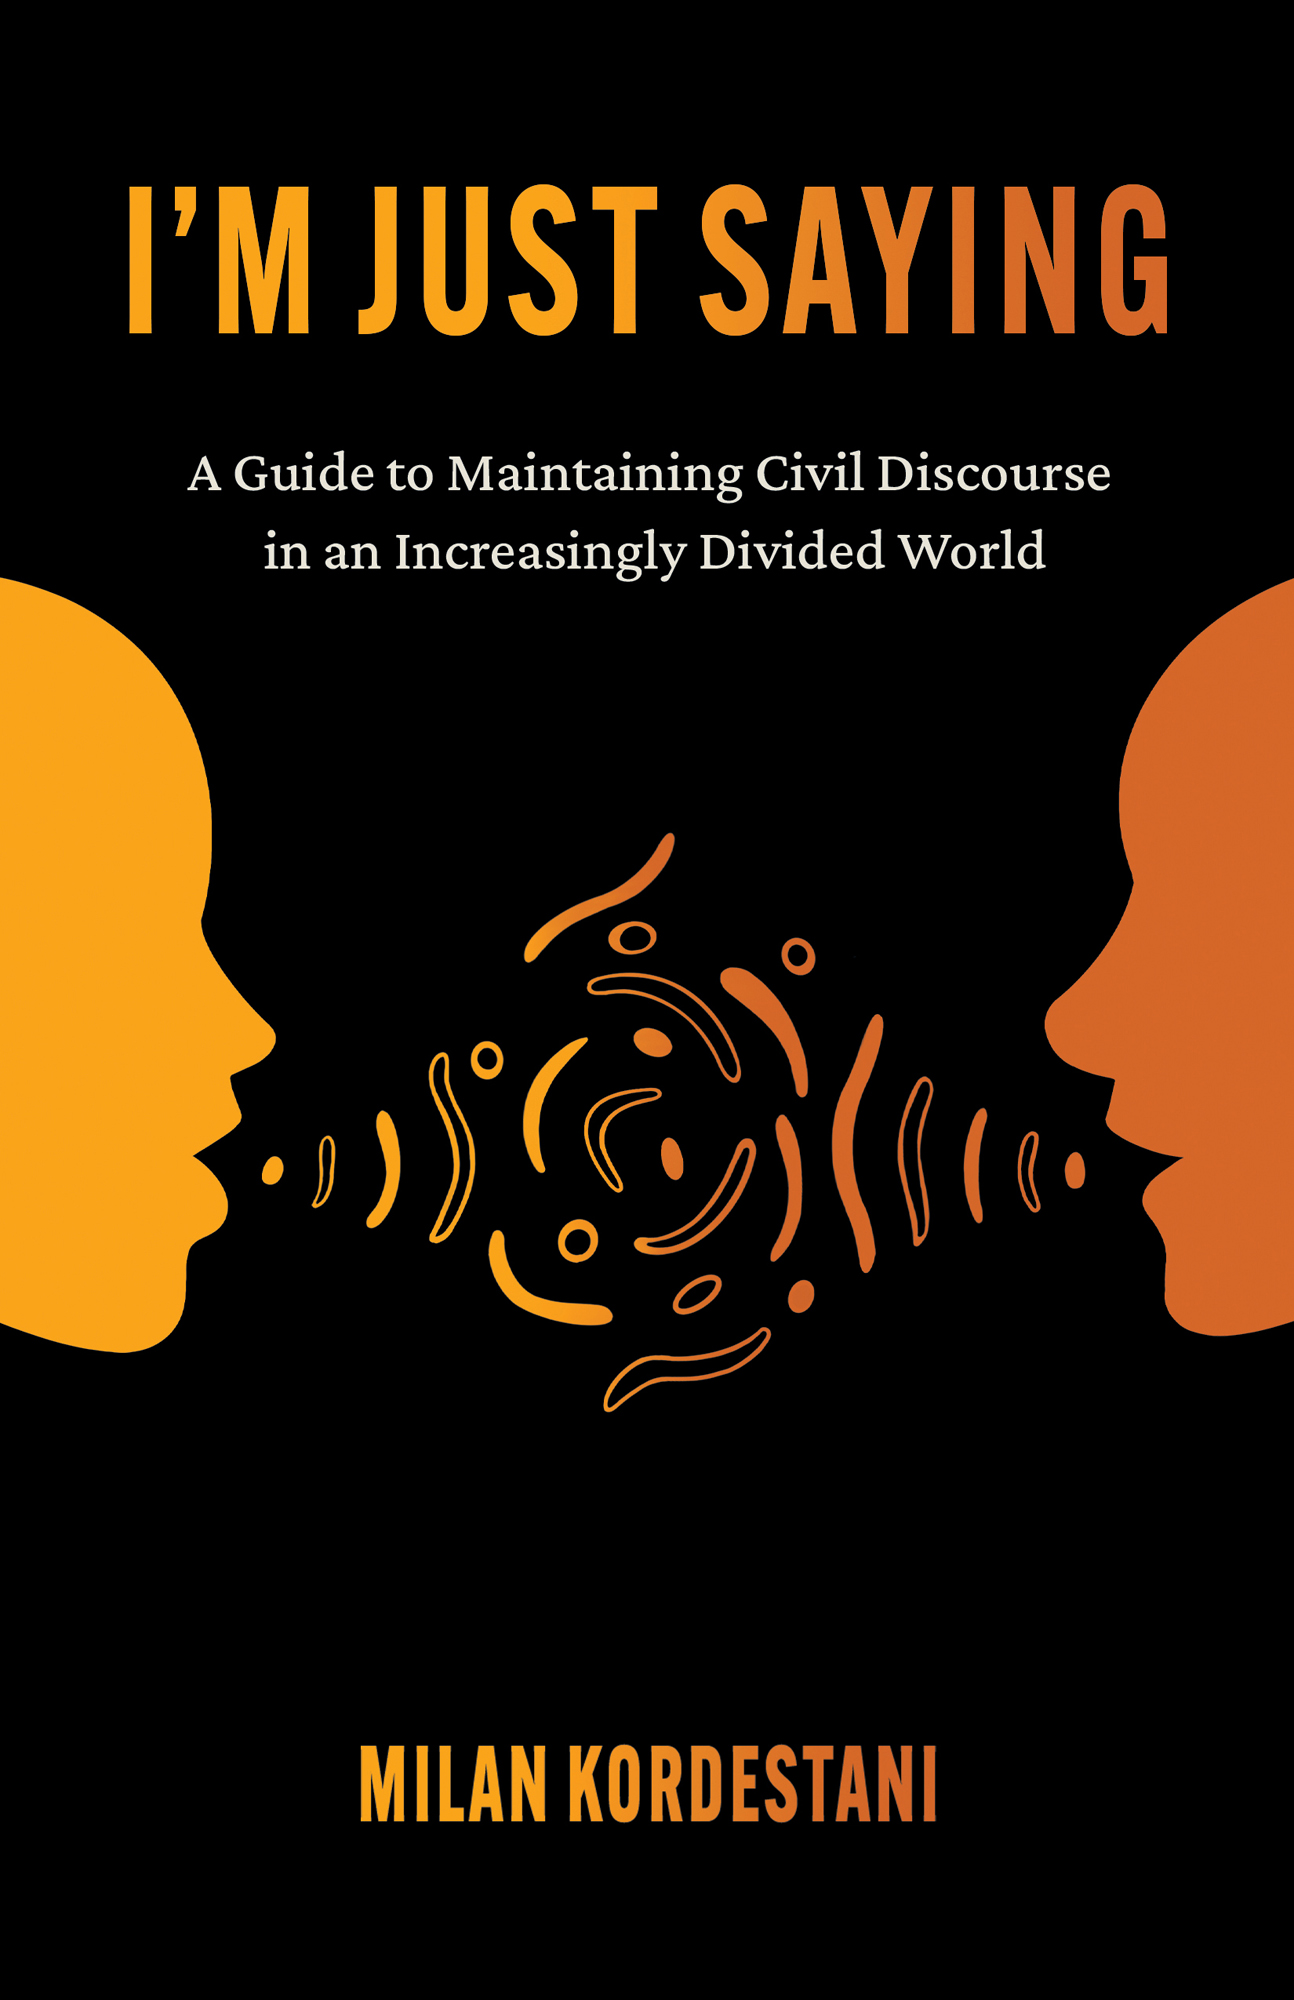 I’M JUST SAYING
A Guide to Maintaining Civil Discourse
in an Increasingly Divided World
MILAN KORDESTANI